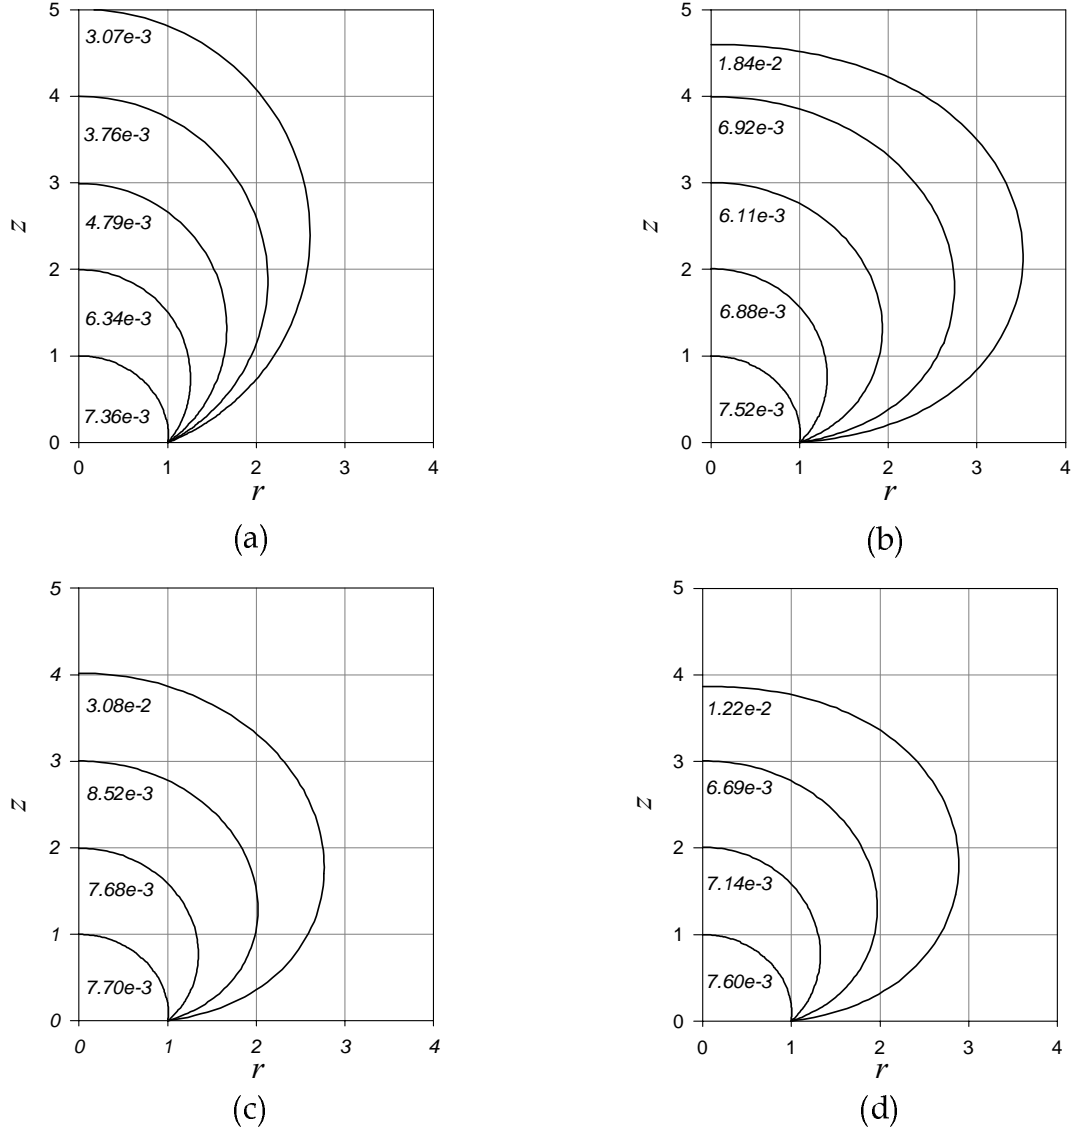 5
3.07e-3
4
3.76e-3
3
4.79e-3
z
2
6.34e-3
1
7.36e-3
0
0 1 2 3 4
r
(a)
5
1.84e-2
4
6.92e-3
3
6.11e-3
z
2
6.88e-3
1
7.52e-3
0
0 1 2 3 4
r
(b)
5
4
3.08e-2
3
8.52e-3
z
2
7.68e-3
1
7.70e-3
0
0 1 2 3 4
r
(c)
5
4
1.22e-2
3
6.69e-3
z
2
7.14e-3
1
7.60e-3
0
0 1 2 3 4
r
(d)